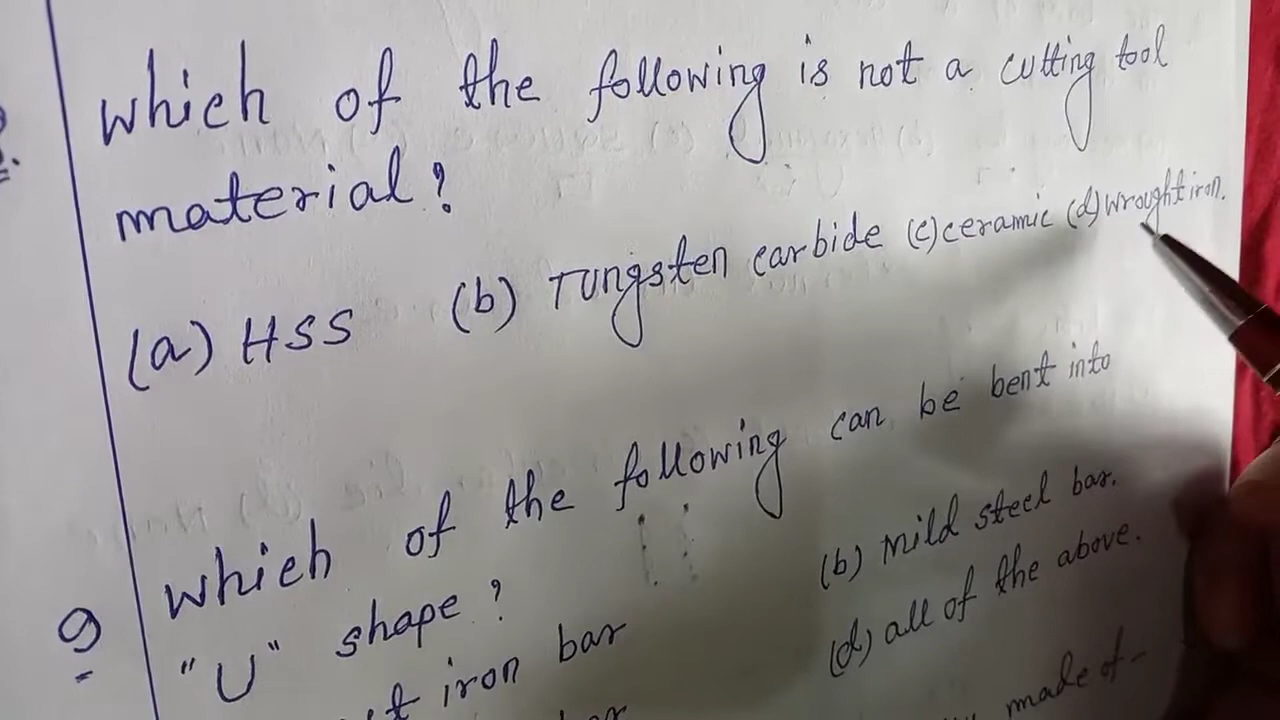 which of the following is not a cutting tool
material?
(a) HSS (b) Tungsten carbide (c) ceramic (d) wrought iron.
9 which of the following can be bent into
"U" shape?
iron bar (b) mild steel bar.
(d) all of the above.
made of -